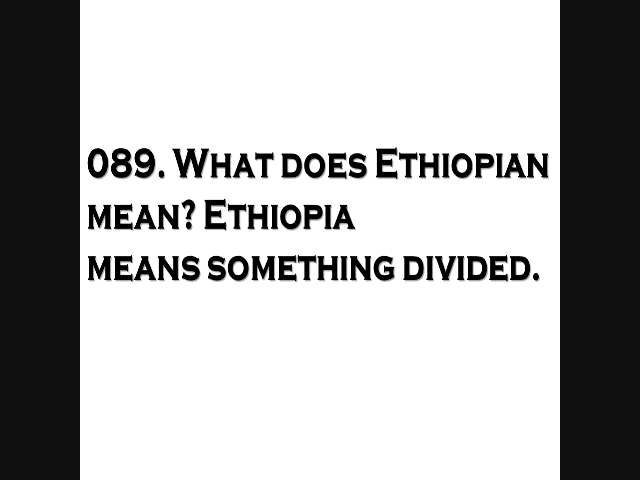 089. What does Ethiopian
mean? Ethiopia
means something divided.